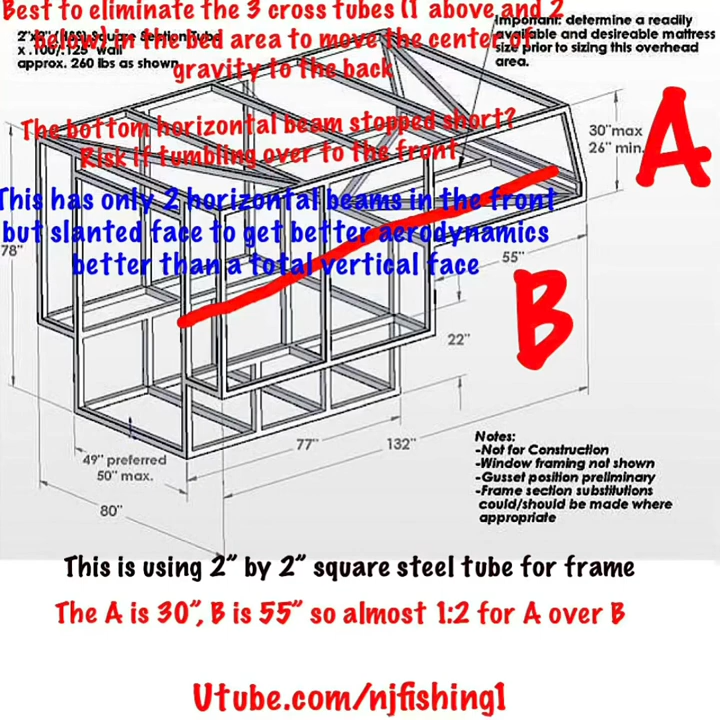 Best to eliminate the 3 cross tubes (1 above and 2
below) in the bed area to move the center of
gravity to the back
2"x2" (US) Square Section Tube
x .100/.125 wall
approx. 260 lbs as shown
Important: determine a readily
available and desireable mattress
size prior to sizing this overhead
area.
The bottom horizontal beam stopped short?
Risk if tumbling over to the front
30"max
26" min.
A
This has only 2 horizontal beams in the front
but slanted face to get better aerodynamics
better than a total vertical face
78"
55"
B
22"
77"
132"
49" preferred
50" max.
80"
Notes:
-Not for Construction
-Window framing not shown
-Gusset position preliminary
-Frame section substitutions
could/should be made where
appropriate
This is using 2" by 2" square steel tube for frame
The A is 30", B is 55" so almost 1:2 for A over B
Utube.com/njfishing1